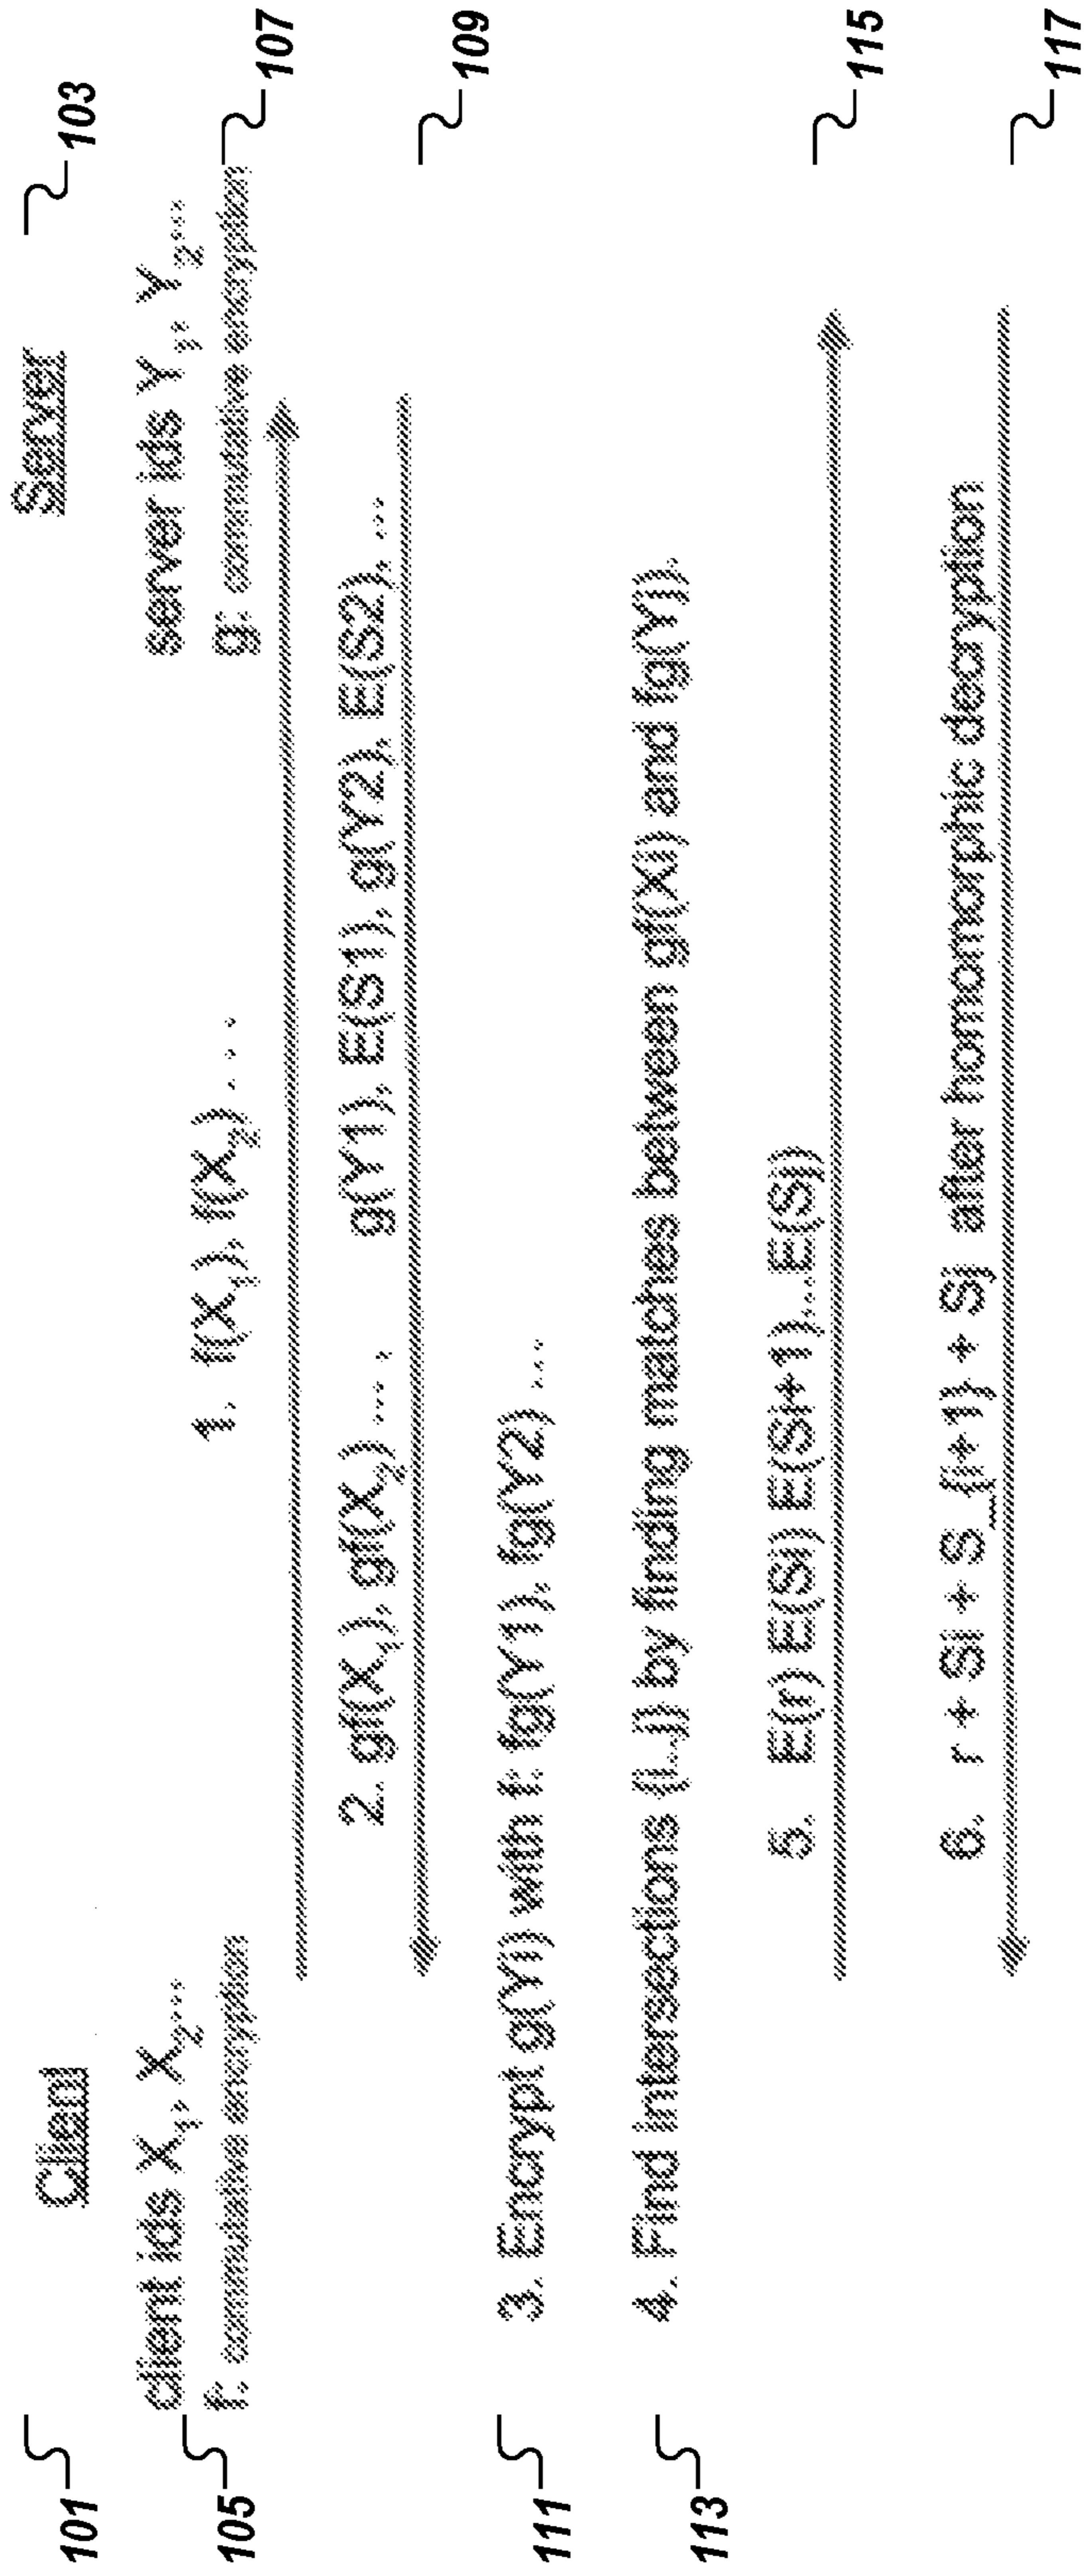 101
Client
Server
103
client ids X1, X2...
server ids Y1, Y2...
105
f: commutative encryption
g: commutative encryption
1. f(X1), f(X2) ....
107
2. gf(X1), gf(X2) ...., g(Y1), E(S1), g(Y2), E(S2), ...
109
111
3. Encrypt g(Yi) with f: fg(Y1), fg(Y2) ...
113
4. Find intersections {i..j} by finding matches between gf(Xi) and fg(Yj).
5. E(r) E(Si) E(Si+1)...E(Sj)
115
6. r + Si + S_{i+1} + Sj after homomorphic decryption
117